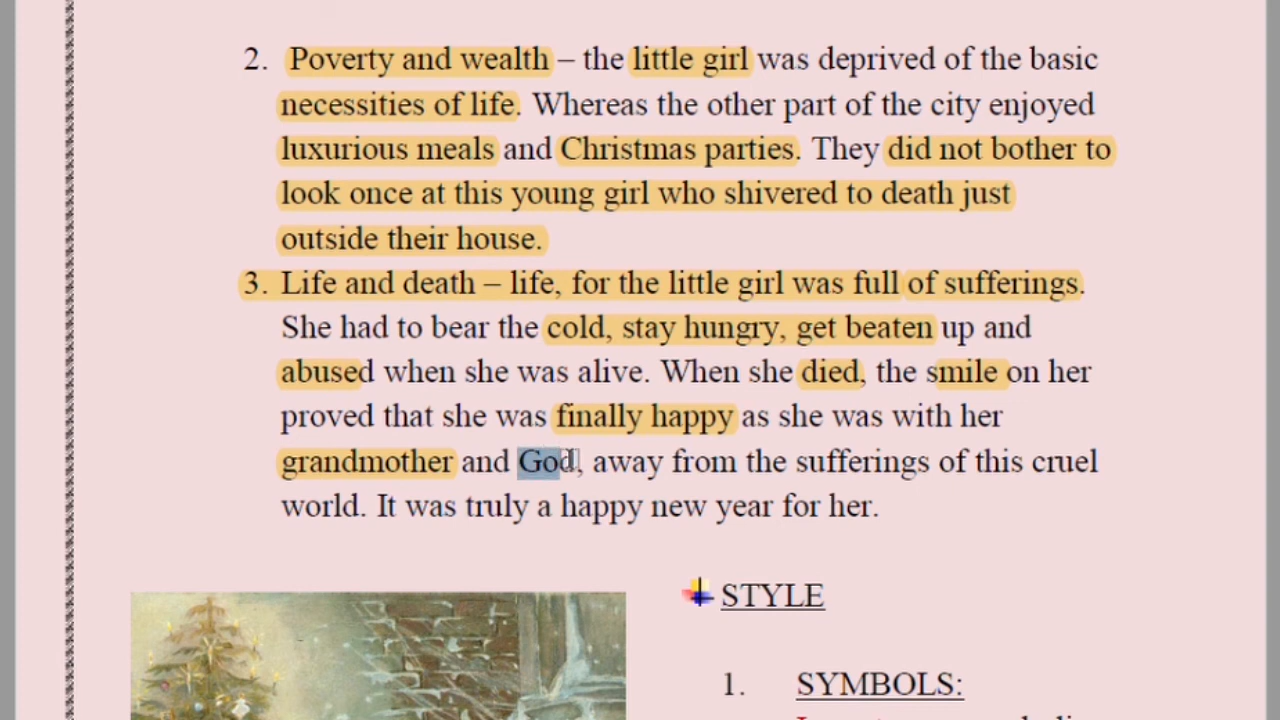 2. Poverty and wealth – the little girl was deprived of the basic
necessities of life. Whereas the other part of the city enjoyed
luxurious meals and Christmas parties. They did not bother to
look once at this young girl who shivered to death just
outside their house.
3. Life and death – life, for the little girl was full of sufferings.
She had to bear the cold, stay hungry, get beaten up and
abused when she was alive. When she died, the smile on her
proved that she was finally happy as she was with her
grandmother and God, away from the sufferings of this cruel
world. It was truly a happy new year for her.
STYLE
1. SYMBOLS: